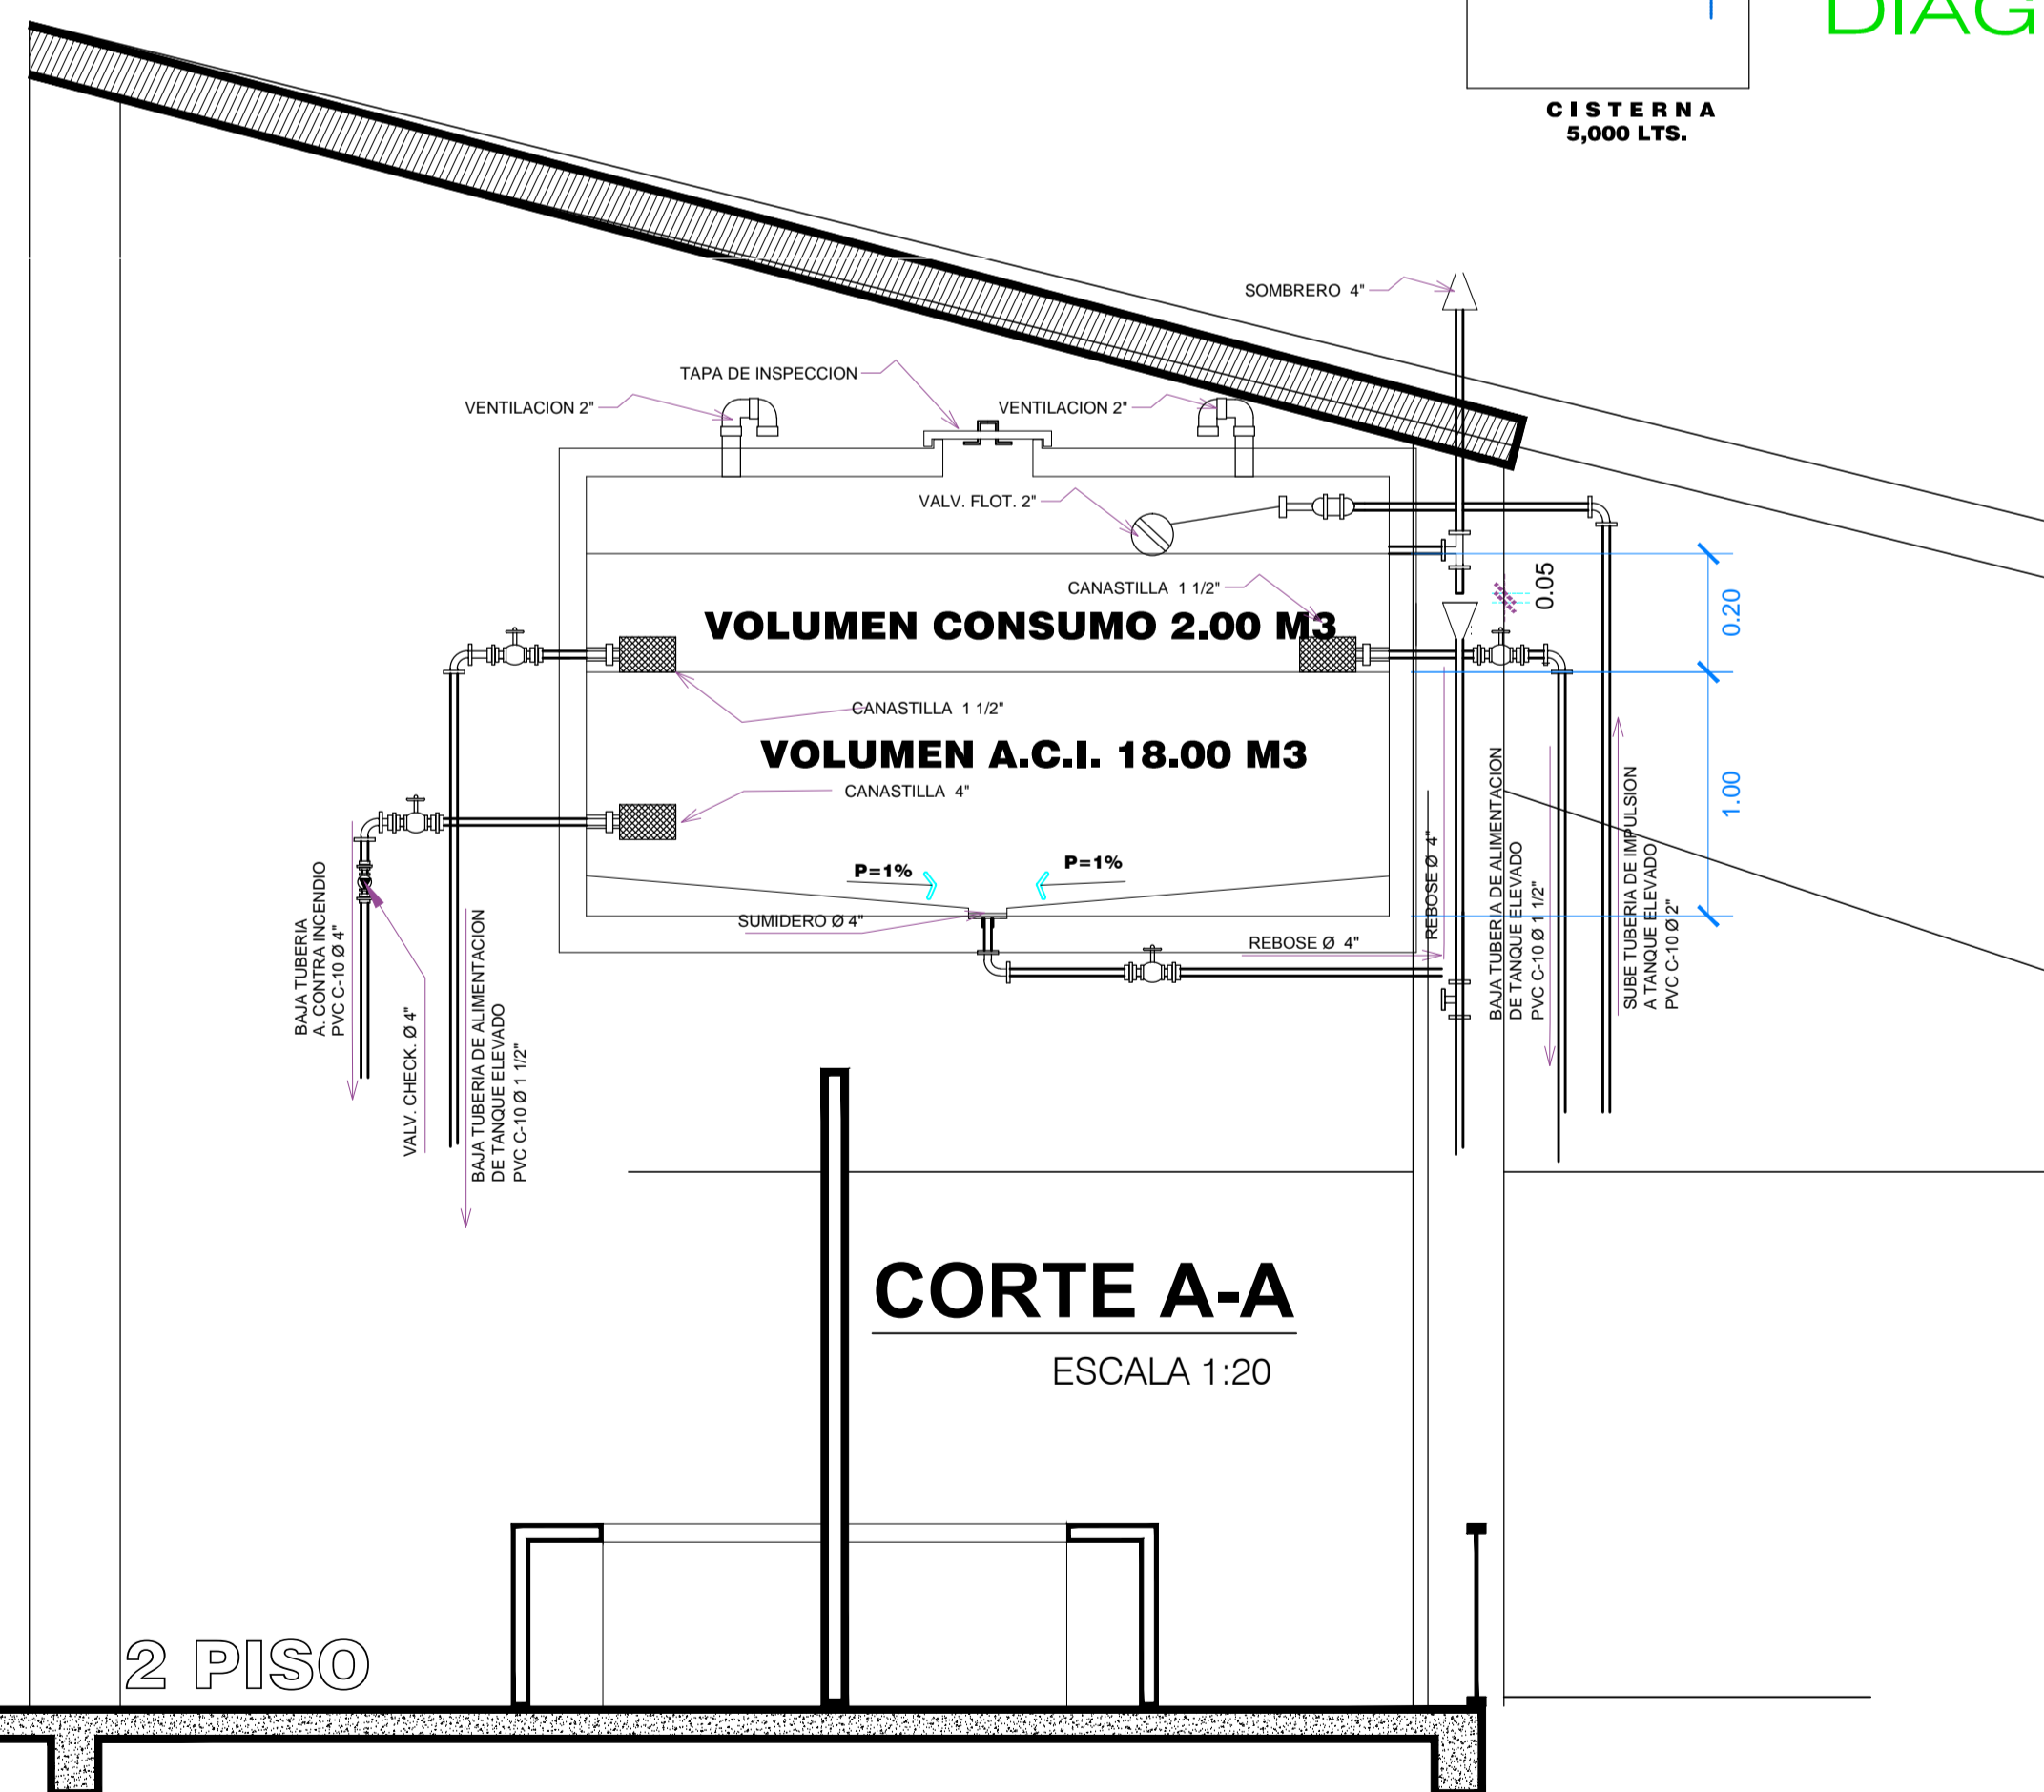 DIAG
CISTERNA
5,000 LTS.
SOMBRERO 4"
TAPA DE INSPECCION
VENTILACION 2"
VENTILACION 2"
VALV. FLOT. 2"
CANASTILLA 1 1/2"
0.05
0.20
VOLUMEN CONSUMO 2.00 M3
CANASTILLA 1 1/2"
VOLUMEN A.C.I. 18.00 M3
CANASTILLA 4"
1.00
P=1%
P=1%
SUMIDERO Ø 4"
REBOSE Ø 4"
REBOSE Ø 4"
BAJA TUBERIA
A. CONTRA INCENDIO
PVC C-10 Ø 4"
VALV. CHECK. Ø 4"
BAJA TUBERIA DE ALIMENTACION
DE TANQUE ELEVADO
PVC C-10 Ø 1 1/2"
BAJA TUBERIA DE ALIMENTACION
DE TANQUE ELEVADO
PVC C-10 Ø 1 1/2"
SUBE TUBERIA DE IMPULSION
A TANQUE ELEVADO
PVC C-10 Ø 2"
CORTE A-A
ESCALA 1:20
2 PISO